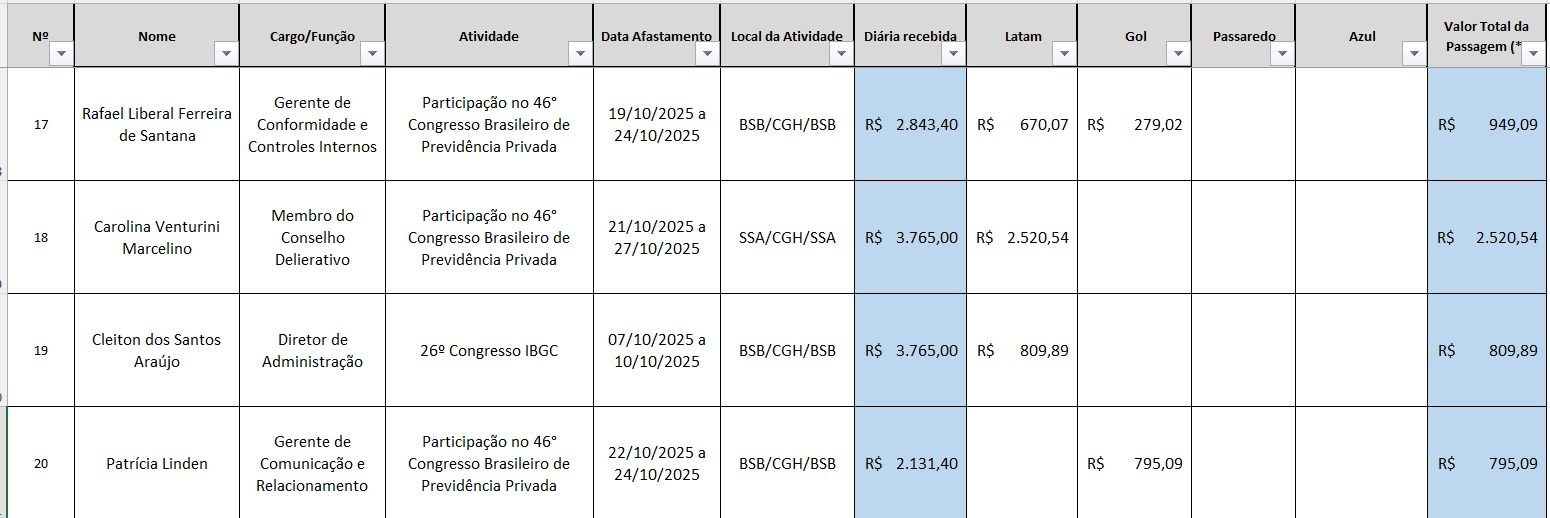 Nº Nome Cargo/Função Atividade Data Afastamento Local da Atividade Diária recebida Latam Gol Passaredo Azul Valor Total da
Passagem (*
17 Rafael Liberal Ferreira
de Santana
Gerente de
Conformidade e
Controles Internos
Participação no 46°
Congresso Brasileiro de
Previdência Privada
19/10/2025 a
24/10/2025
BSB/CGH/BSB R$ 2.843,40 R$ 670,07 R$ 279,02 R$ 949,09
18 Carolina Venturini
Marcelino
Membro do
Conselho
Delierativo
Participação no 46°
Congresso Brasileiro de
Previdência Privada
21/10/2025 a
27/10/2025
SSA/CGH/SSA R$ 3.765,00 R$ 2.520,54 R$ 2.520,54
19 Cleiton dos Santos
Araújo
Diretor de
Administração
26º Congresso IBGC
07/10/2025 a
10/10/2025
BSB/CGH/BSB R$ 3.765,00 R$ 809,89 R$ 809,89
20 Patrícia Linden
Gerente de
Comunicação e
Relacionamento
Participação no 46°
Congresso Brasileiro de
Previdência Privada
22/10/2025 a
24/10/2025
BSB/CGH/BSB R$ 2.131,40 R$ 795,09 R$ 795,09